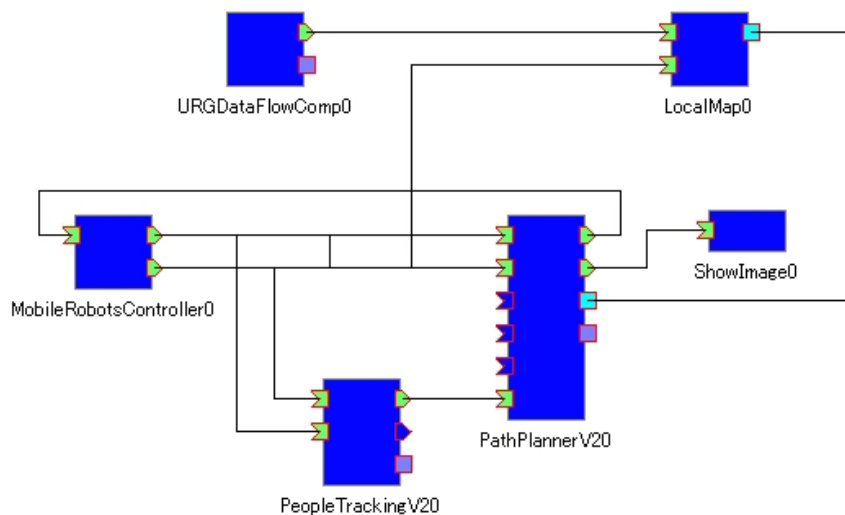 URGDataFlowComp0
LocalMap0
MobileRobotsController0
ShowImage0
PathPlannerV20
PeopleTrackingV20